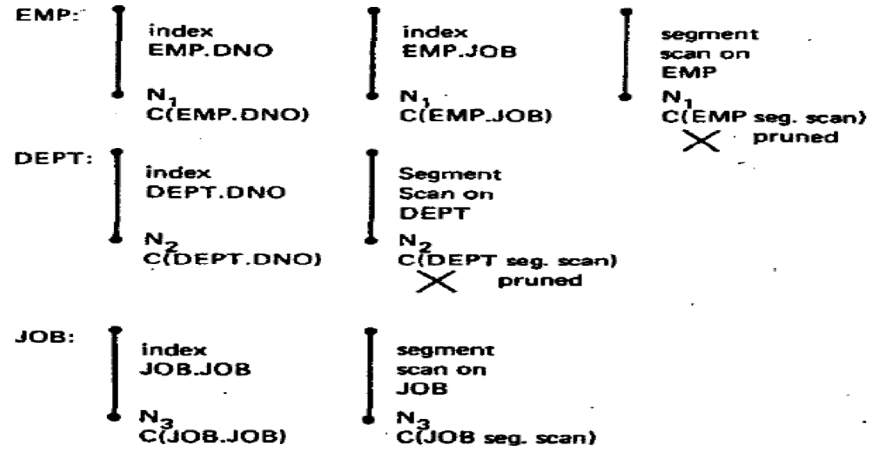 EMP:
index
EMP.DNO
N1
C(EMP.DNO)
index
EMP.JOB
N1
C(EMP.JOB)
segment
scan on
EMP
N1
C(EMP seg. scan)
pruned
DEPT:
index
DEPT.DNO
N2
C(DEPT.DNO)
Segment
Scan on
DEPT
N2
C(DEPT seg. scan)
pruned
JOB:
index
JOB.JOB
N3
C(JOB.JOB)
segment
scan on
JOB
N3
C(JOB seg. scan)